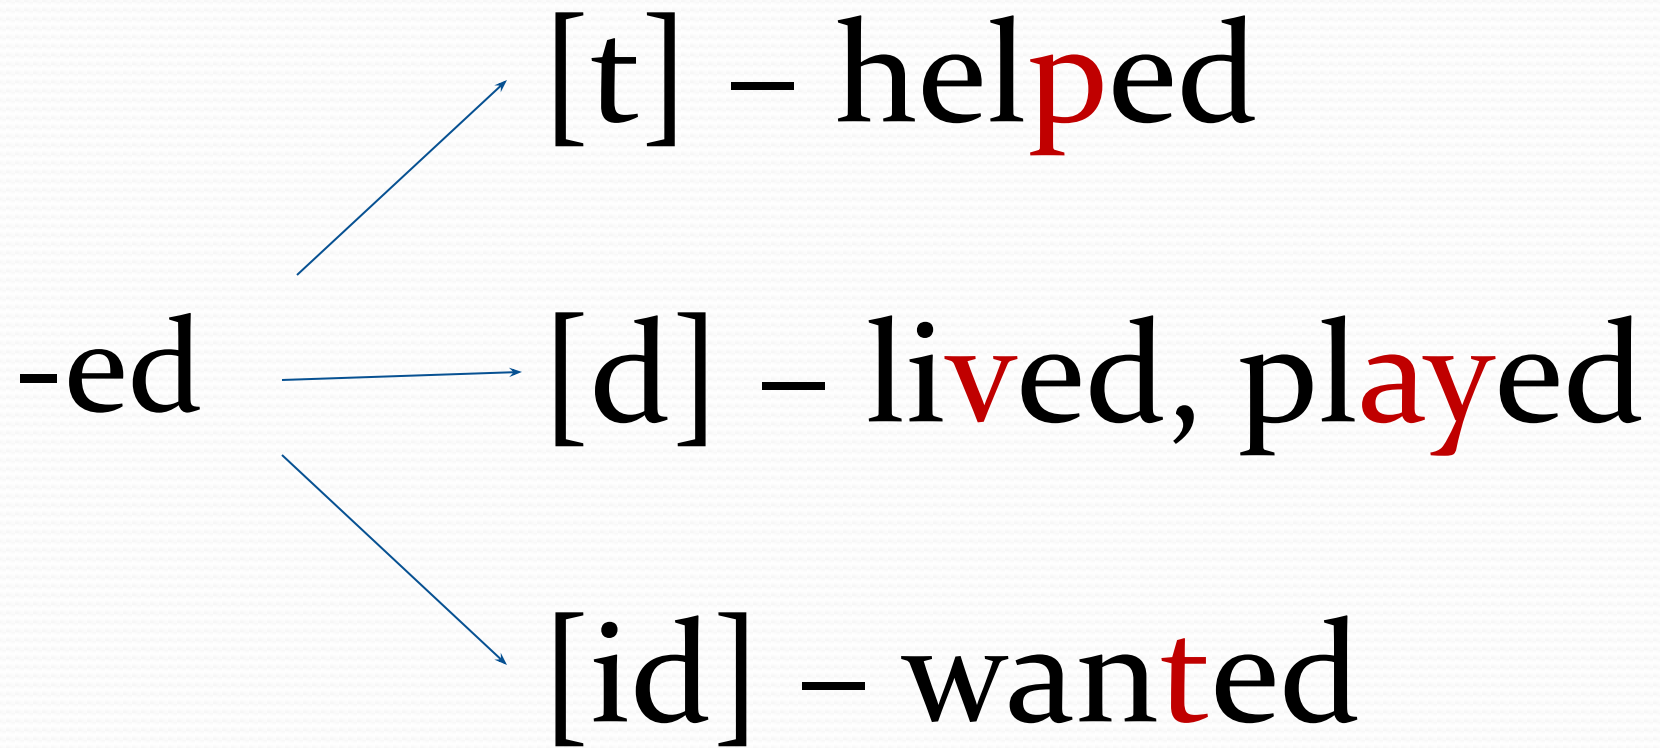 [t] – helped
-ed [d] – lived, played
[id] – wanted